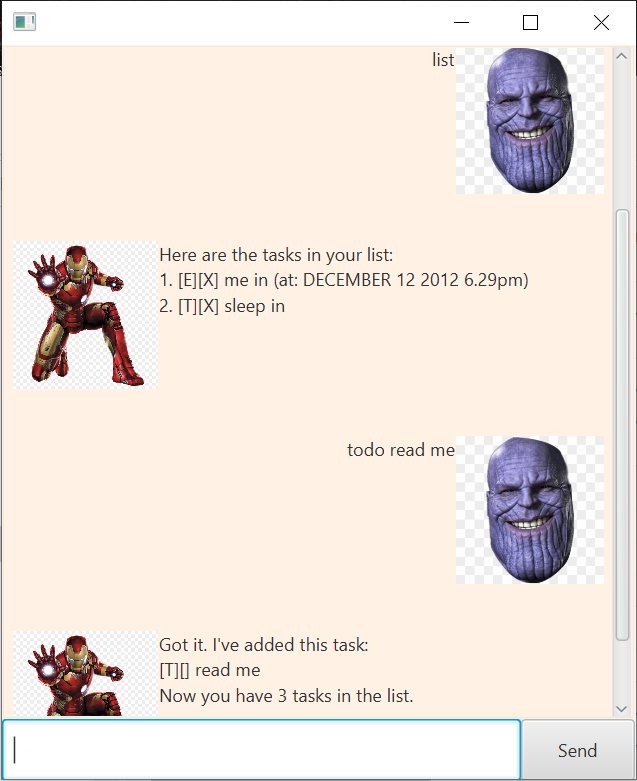 list
Here are the tasks in your list:
1. [E][X] me in (at: DECEMBER 12 2012 6.29pm)
2. [T][X] sleep in
todo read me
Got it. I've added this task:
[T][] read me
Now you have 3 tasks in the list.
Send